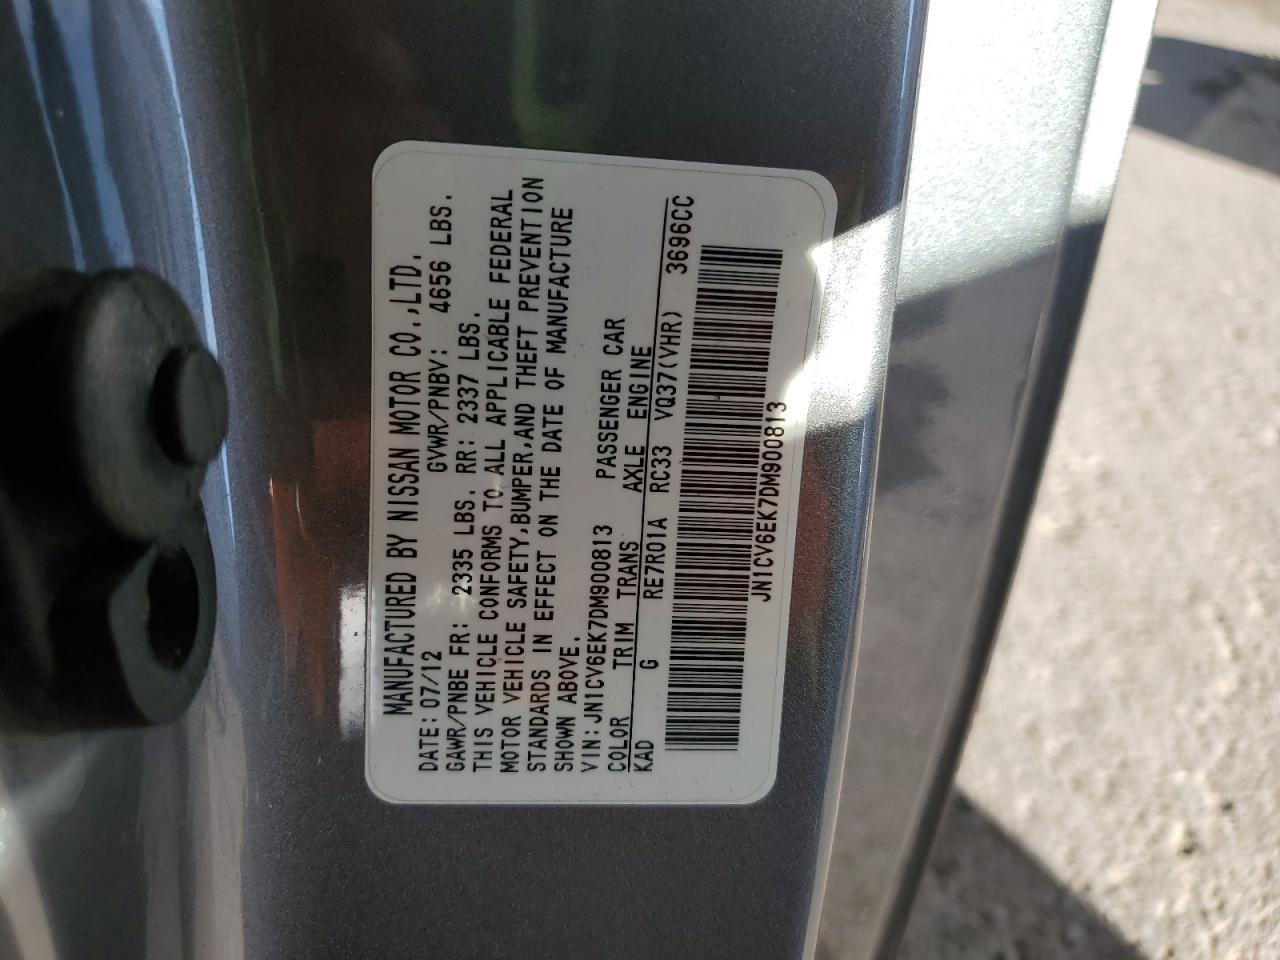 MANUFACTURED BY NISSAN MOTOR CO.,LTD.
DATE:07/12 GVWR/PNBV: 4656 LBS.
GAWR/PNBE FR: 2335 LBS. RR: 2337 LBS.
THIS VEHICLE CONFORMS TO ALL APPLICABLE FEDERAL
MOTOR VEHICLE SAFETY,BUMPER,AND THEFT PREVENTION
STANDARDS IN EFFECT ON THE DATE OF MANUFACTURE
SHOWN ABOVE.
VIN:JN1CV6EK7DM900813 PASSENGER CAR
COLOR TRIM TRANS AXLE ENGINE
KAD G RE7R01A RC33 VQ37(VHR) 3696CC
JN1CV6EK7DM900813